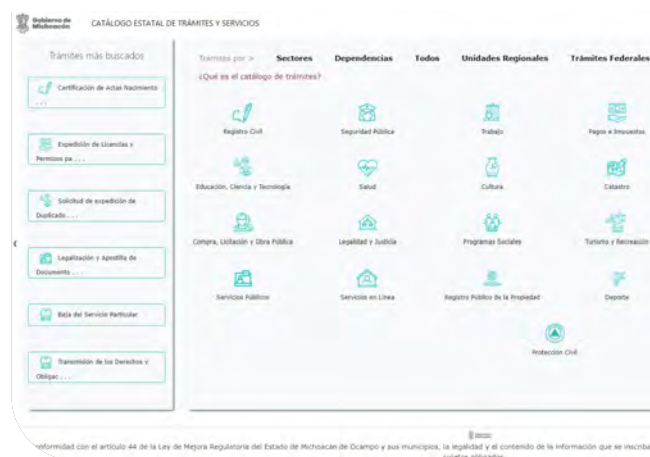 Gobierno de
Michoacán
CATÁLOGO ESTATAL DE TRÁMITES Y SERVICIOS
Trámites más buscados
Certificación de Actas Nacimiento
. . .
Expedición de Licencias y
Permisos pa . . .
Solicitud de expedición de
Duplicado . . .
Legalización y Apostilla de
Documento . . .
Baja del Servicio Particular
Transmisión de los Derechos y
Obligac . . .
Trámites por >
Sectores
Dependencias
Todos
Unidades Regionales
Trámites Federales
¿Qué es el catálogo de trámites?
Registro Civil
Seguridad Pública
Trabajo
Pagos e Impuestos
Educación, Ciencia y Tecnología
Salud
Cultura
Catastro
Compra, Licitación y Obra Pública
Legalidad y Justicia
Programas Sociales
Turismo y Recreación
Servicios Públicos
Servicios en Línea
Registro Público de la Propiedad
Deporte
Protección Civil
onformidad con el artículo 44 de la Ley de Mejora Regulatoria del Estado de Michoacán de Ocampo y sus municipios, la legalidad y el contenido de la información que se inscriba
sujetos obligados